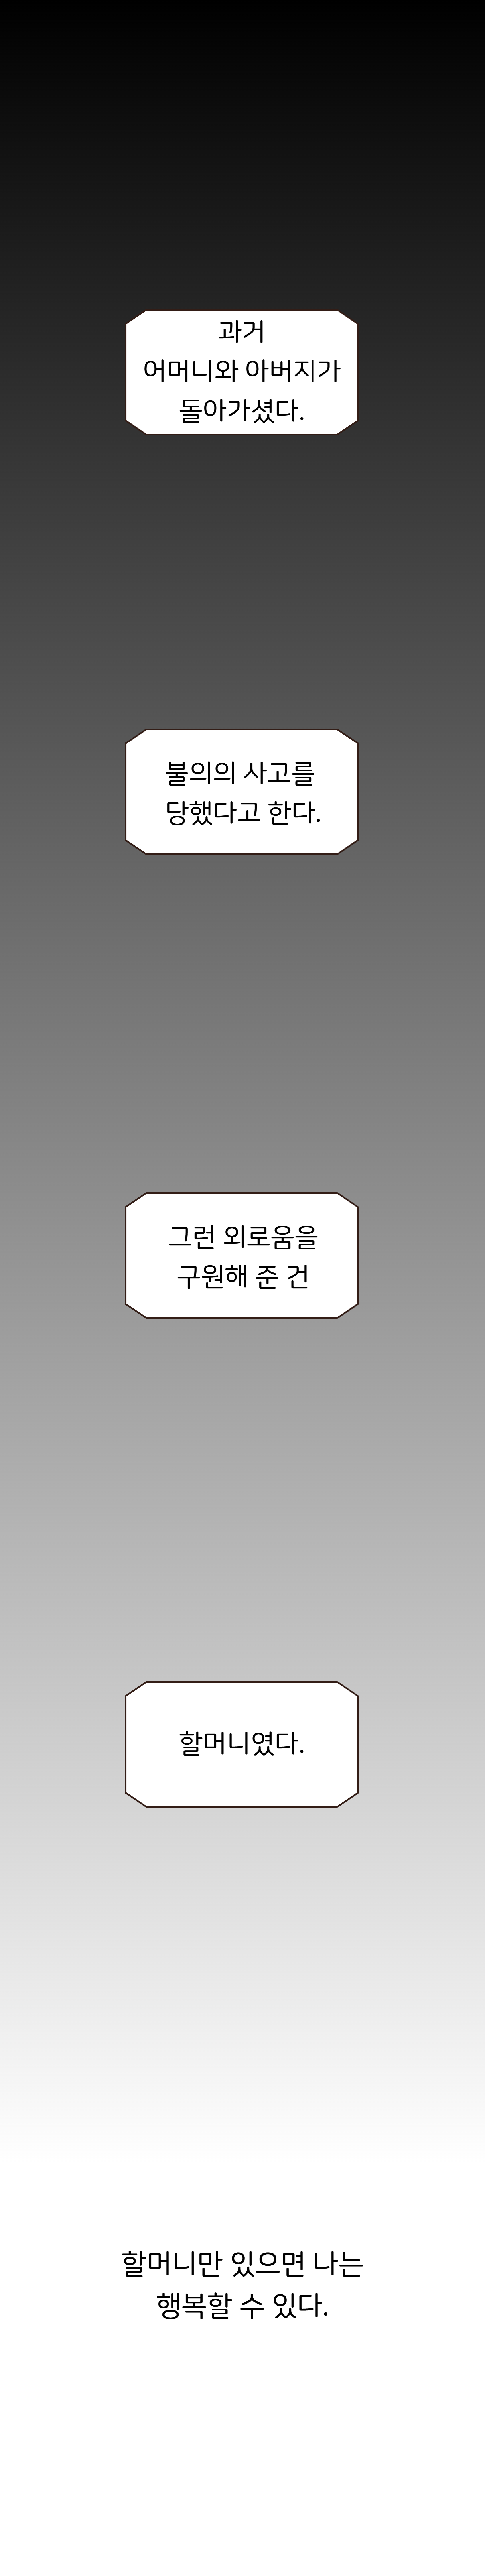 과거
어머니와 아버지가
돌아가셨다.
불의의 사고를
당했다고 한다.
그런 외로움을
구원해 준 건
할머니였다.
할머니만 있으면 나는
행복할 수 있다.